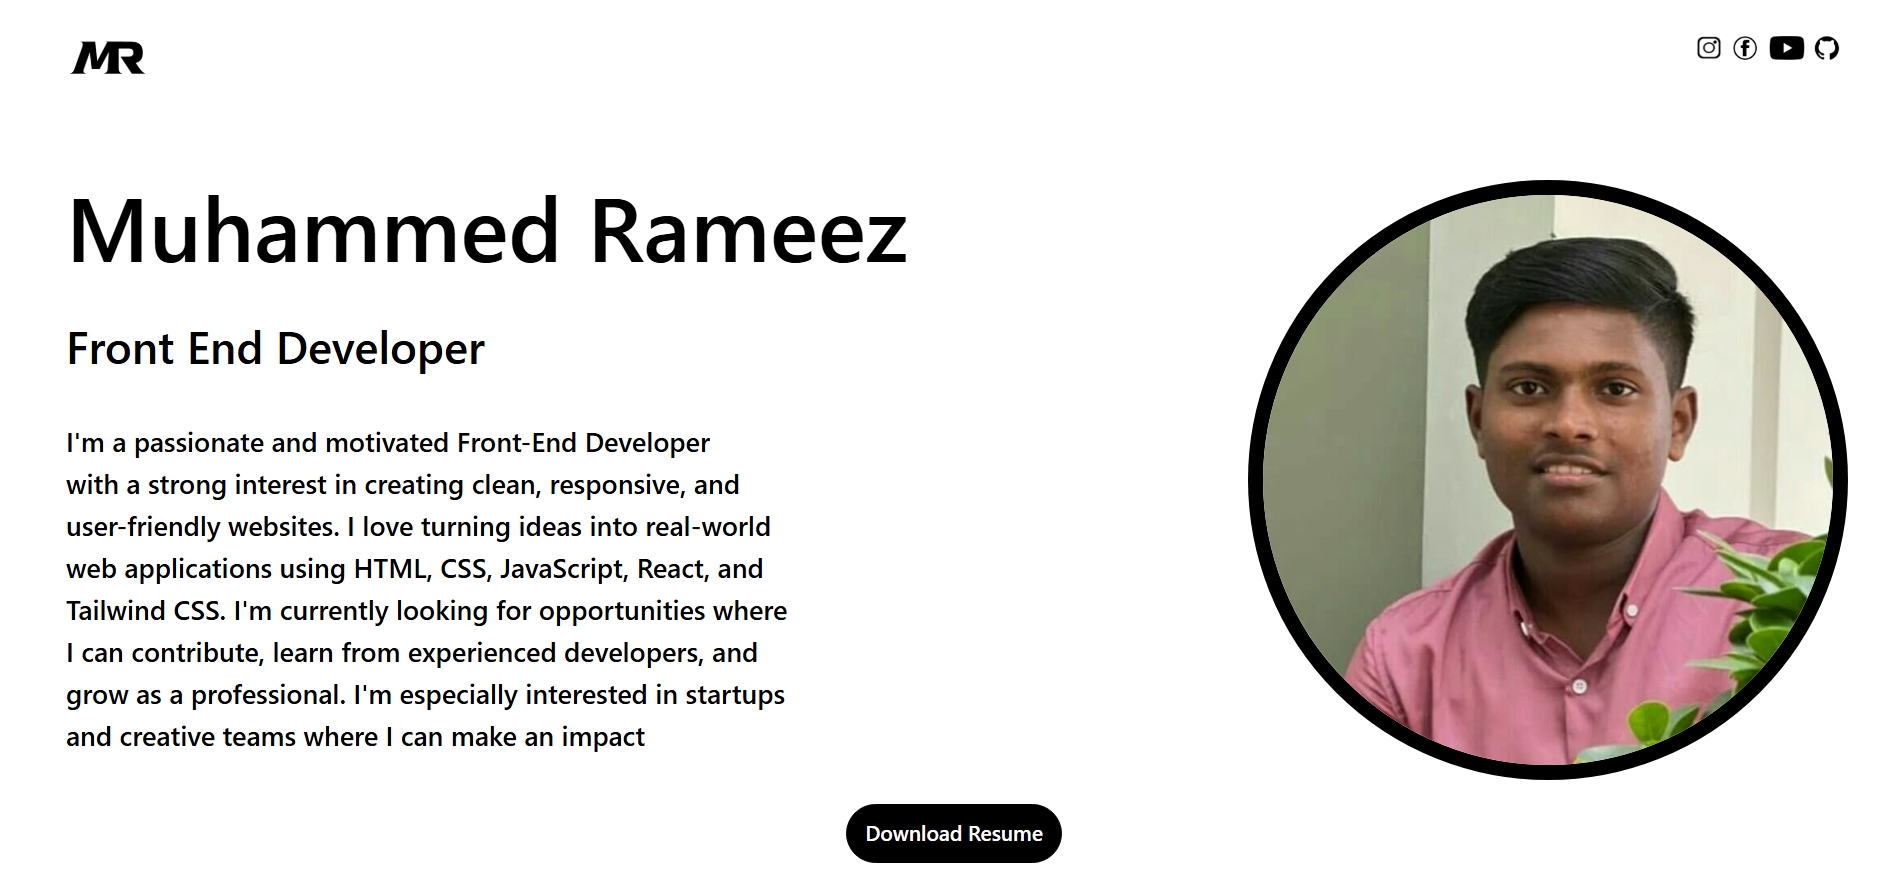 MR
Muhammed Rameez
Front End Developer
I'm a passionate and motivated Front-End Developer
with a strong interest in creating clean, responsive, and
user-friendly websites. I love turning ideas into real-world
web applications using HTML, CSS, JavaScript, React, and
Tailwind CSS. I'm currently looking for opportunities where
I can contribute, learn from experienced developers, and
grow as a professional. I'm especially interested in startups
and creative teams where I can make an impact
Download Resume